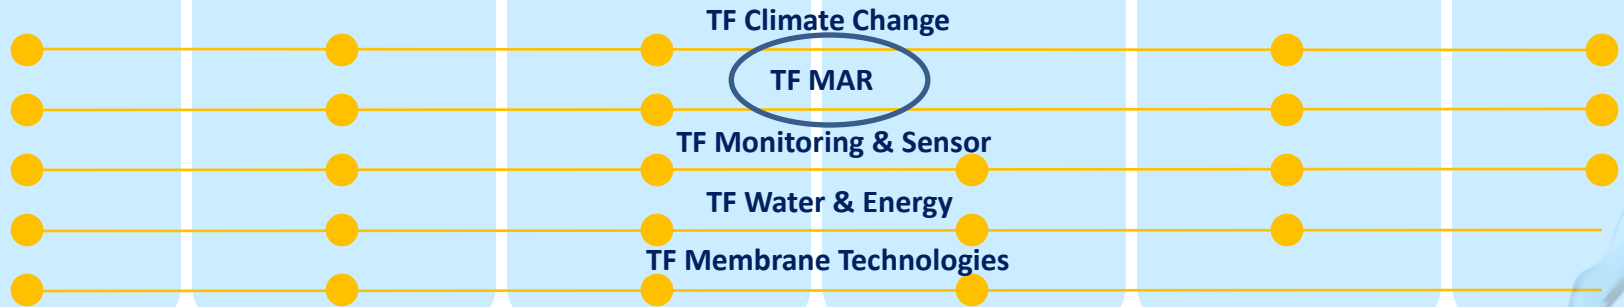 TF Climate Change
TF MAR
TF Monitoring & Sensor
TF Water & Energy
TF Membrane Technologies